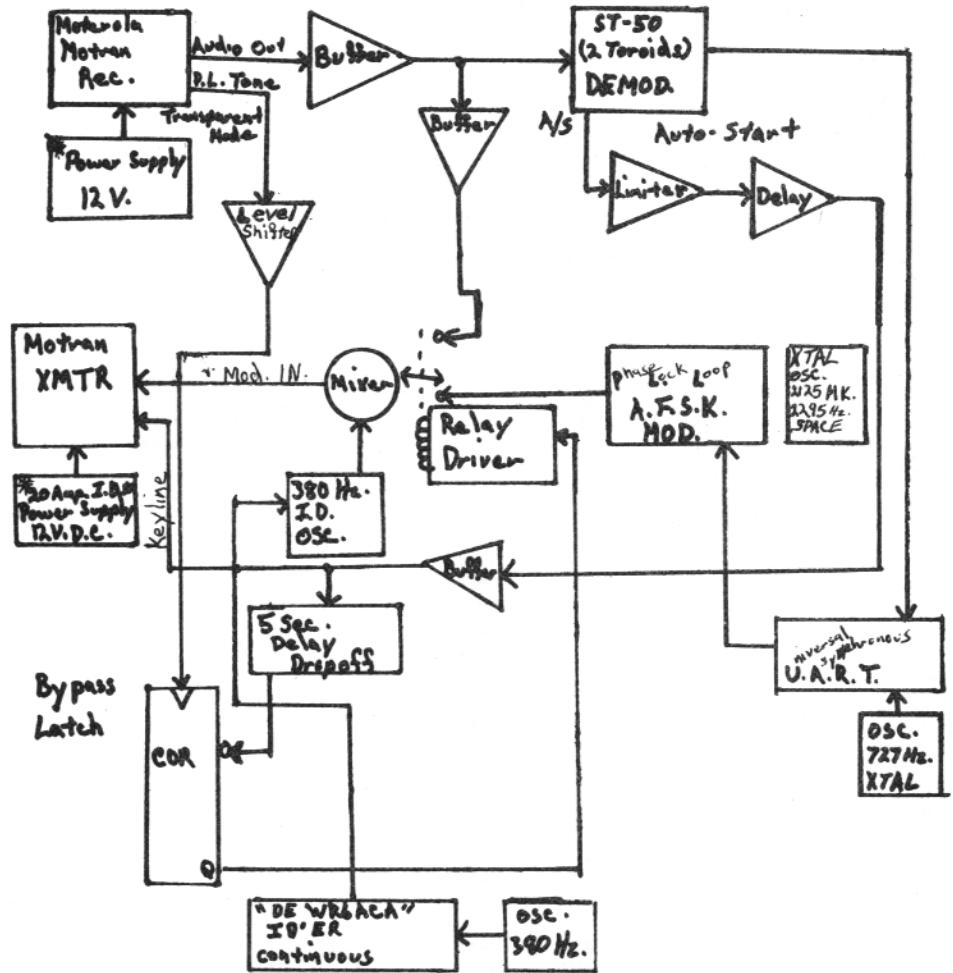 Motorola
Motran
Rec.
Audio Out
P.L. Tone
Transparent
Mode
Buffer
ST-50
(2 Toroids)
DEMOD.
A/S
Auto-Start
Buffer
Limiter
Delay
*Power Supply
12 V.
Level
Shifter
Motran
XMTR
Mod. IN.
Mixer
Phase Lock Loop
A.F.S.K.
MOD.
XTAL
OSC.
2125 MK.
2295 Hz.
SPACE
Relay
Driver
*20 Amp.
Power Supply
12V.D.C.
Keyline
380 Hz.
I.D.
OSC.
Buffer
5 Sec.
Delay
Dropoff
Universal
U.A.R.T.
Bypass
Latch
COR
Q
OSC.
727 Hz.
XTAL
"DE WR6ACA"
ID'ER
continuous
OSC.
380 Hz.